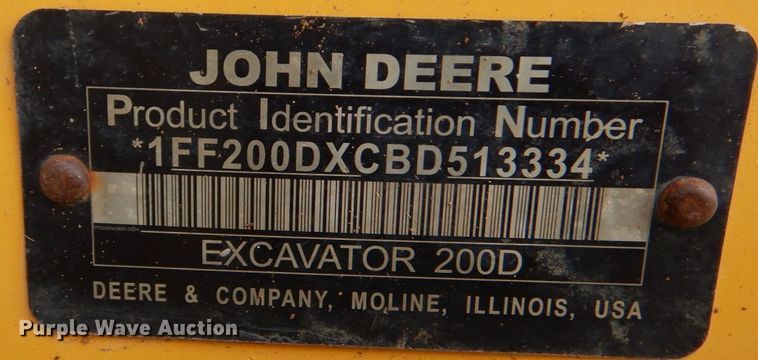 JOHN DEERE
Product Identification Number
*1FF200DXCBD513334*
EXCAVATOR 200D
DEERE & COMPANY, MOLINE, ILLINOIS, USA
Purple Wave Auction